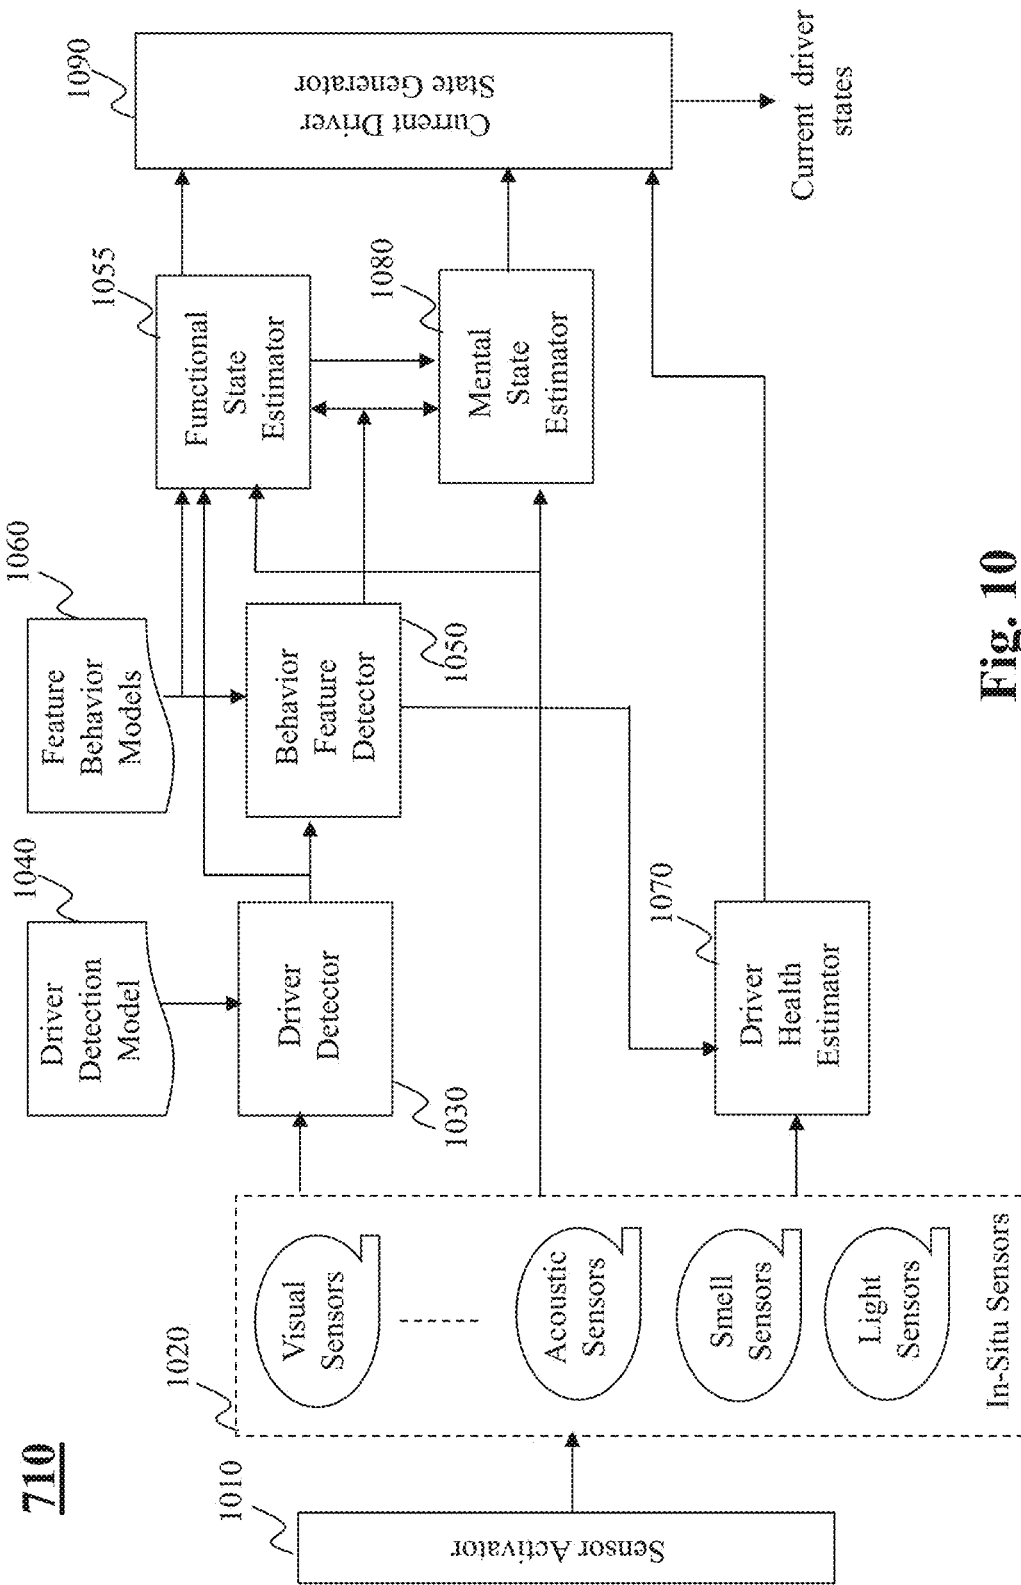 710
1010
Sensor Activator
1020
Visual
Sensors
Acoustic
Sensors
Smell
Sensors
Light
Sensors
In-Situ Sensors
1040
Driver
Detection
Model
Driver
Detector
1030
1060
Feature
Behavior
Models
Behavior
Feature
Detector
1050
1070
Driver
Health
Estimator
1055
Functional
State
Estimator
1080
Mental
State
Estimator
1090
Current Driver
State Generator
Current driver
states
Fig. 10